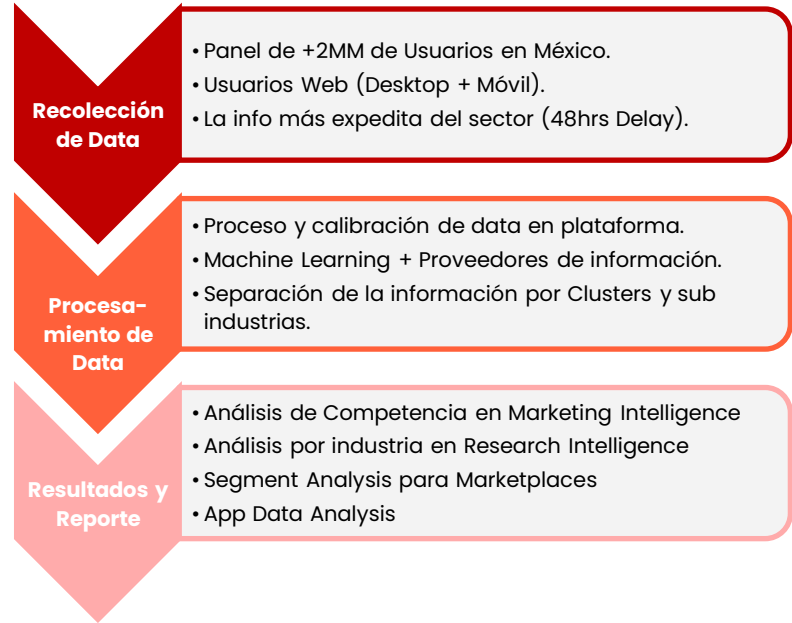 Recolección
de Data
• Panel de +2MM de Usuarios en México.
• Usuarios Web (Desktop + Móvil).
• La info más expedita del sector (48hrs Delay).
Procesa-
miento de
Data
• Proceso y calibración de data en plataforma.
• Machine Learning + Proveedores de información.
• Separación de la información por Clusters y sub
industrias.
Resultados y
Reporte
• Análisis de Competencia en Marketing Intelligence
• Análisis por industria en Research Intelligence
• Segment Analysis para Marketplaces
• App Data Analysis